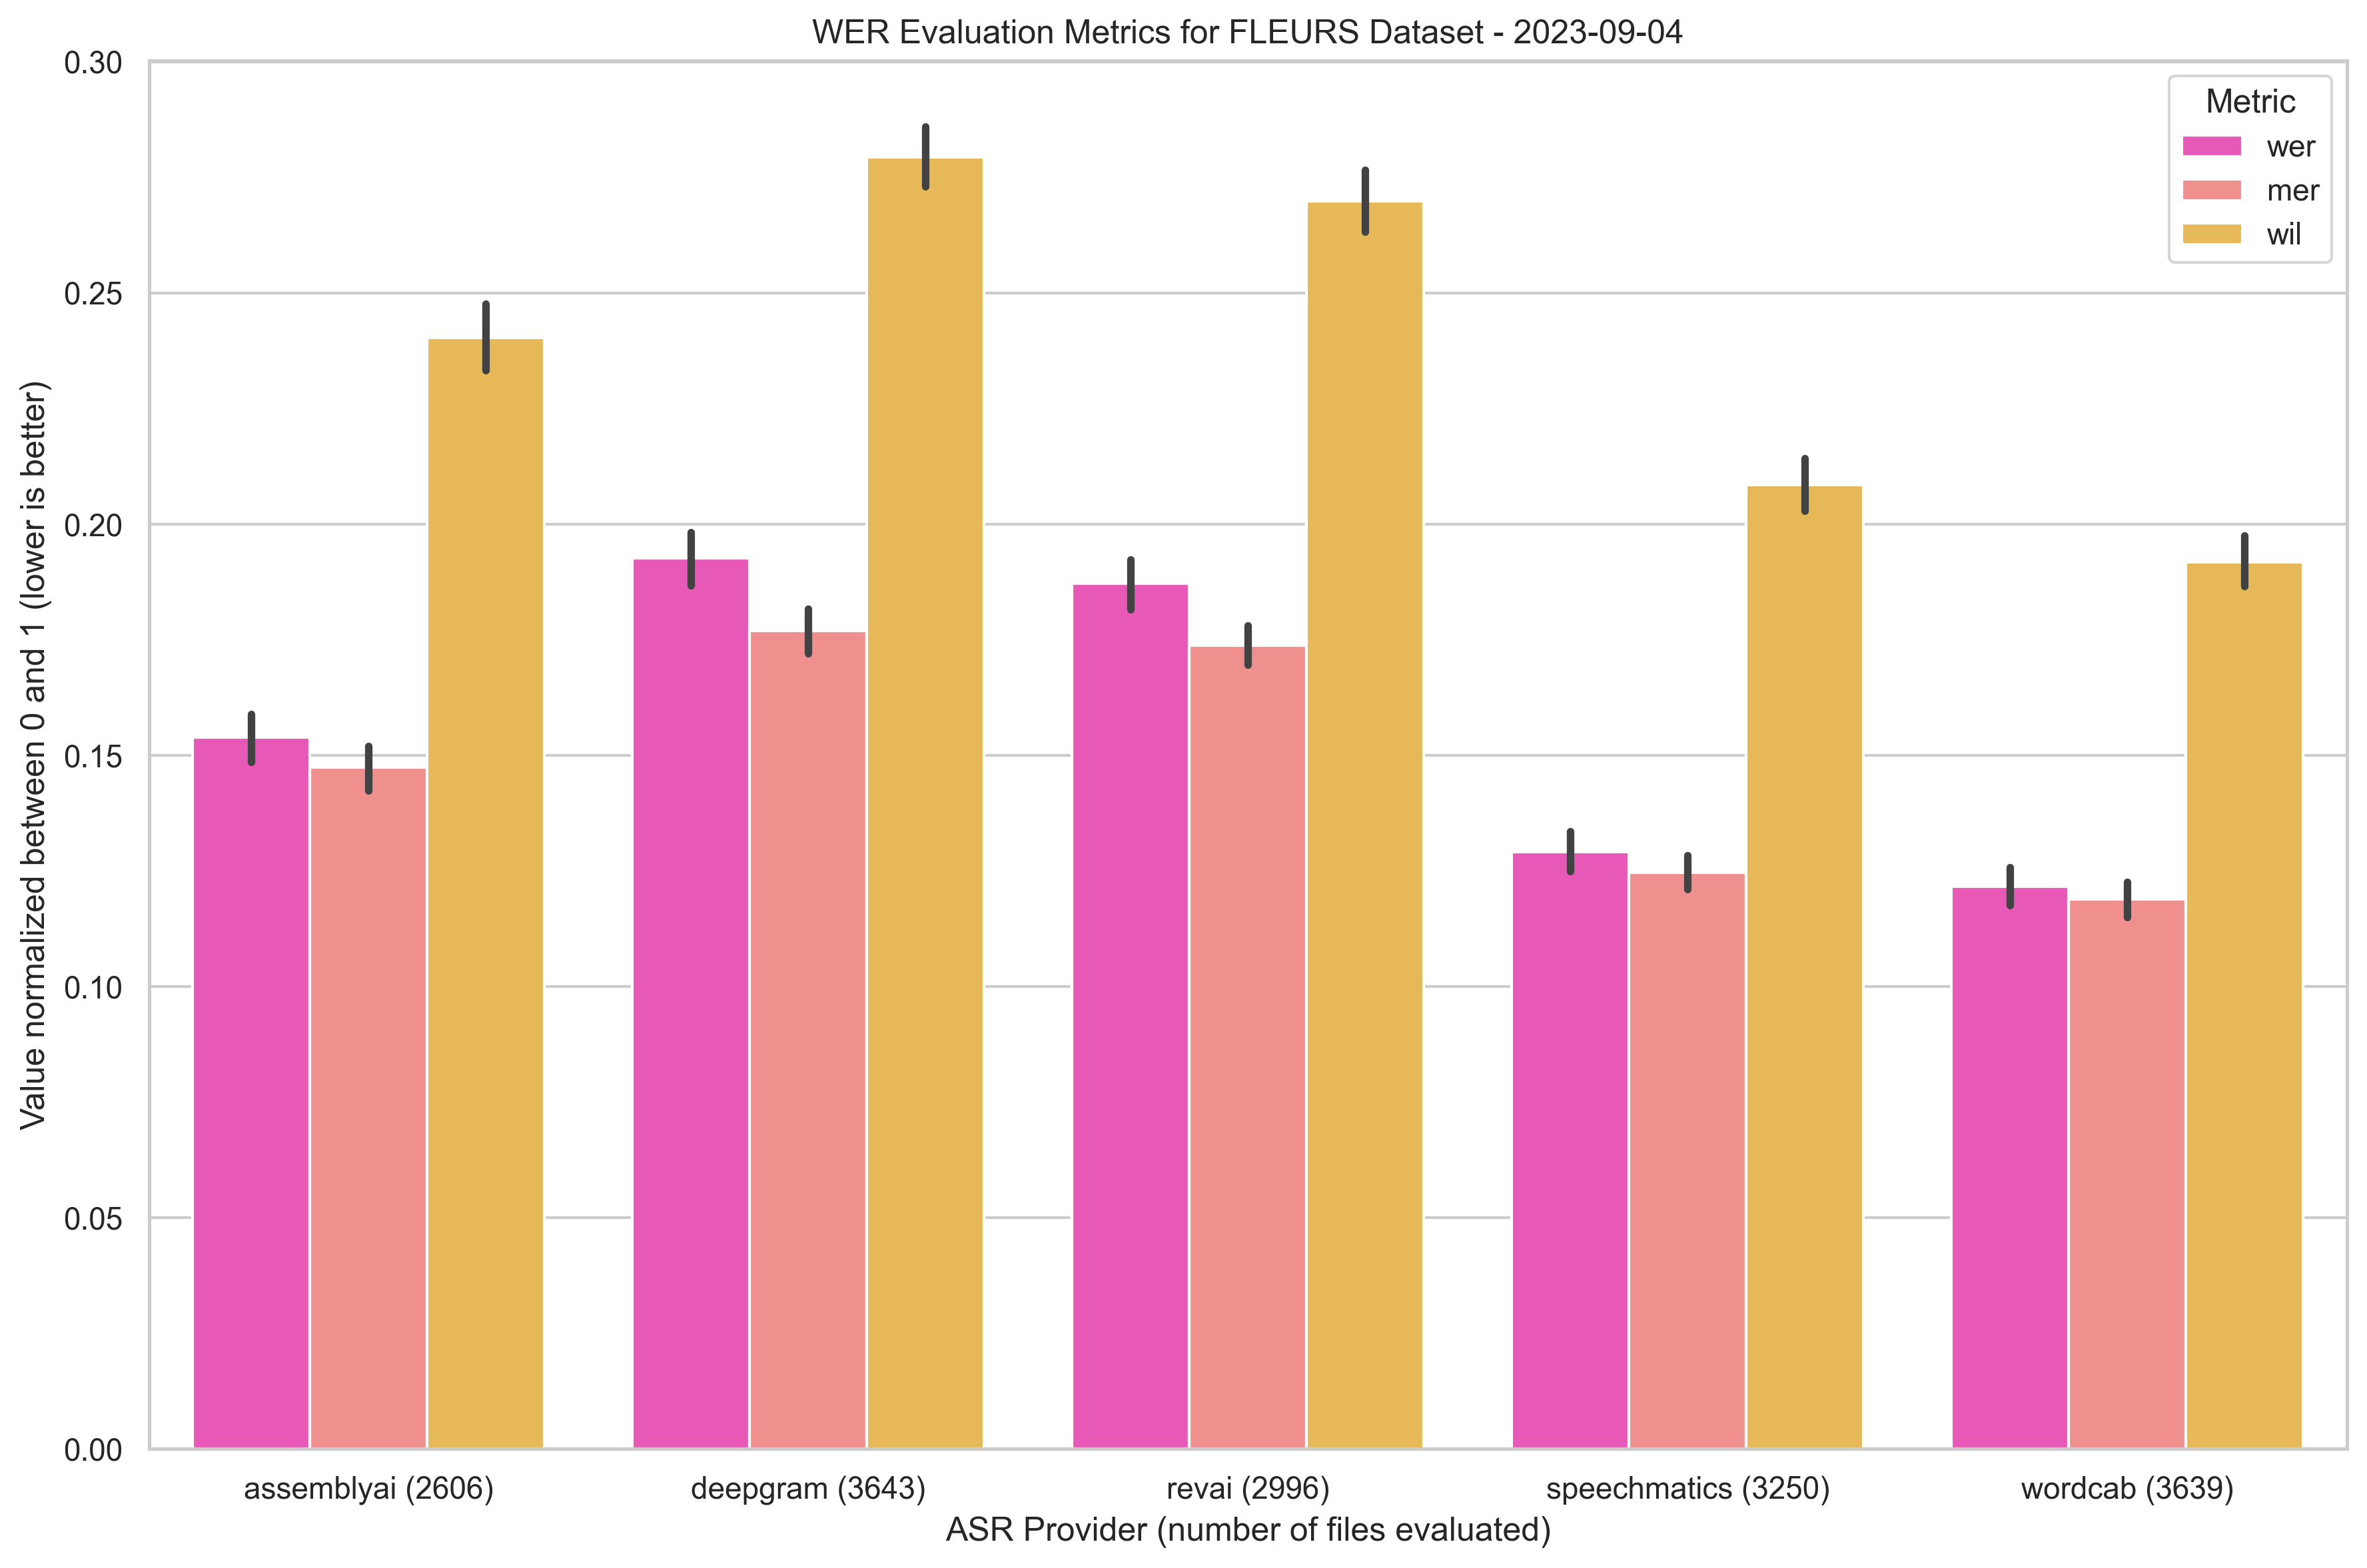 WER Evaluation Metrics for FLEURS Dataset - 2023-09-04
Value normalized between 0 and 1 (lower is better)
0.30
0.25
0.20
0.15
0.10
0.05
0.00
Metric
wer
mer
wil
assemblyai (2606)
deepgram (3643)
revai (2996)
speechmatics (3250)
wordcab (3639)
ASR Provider (number of files evaluated)